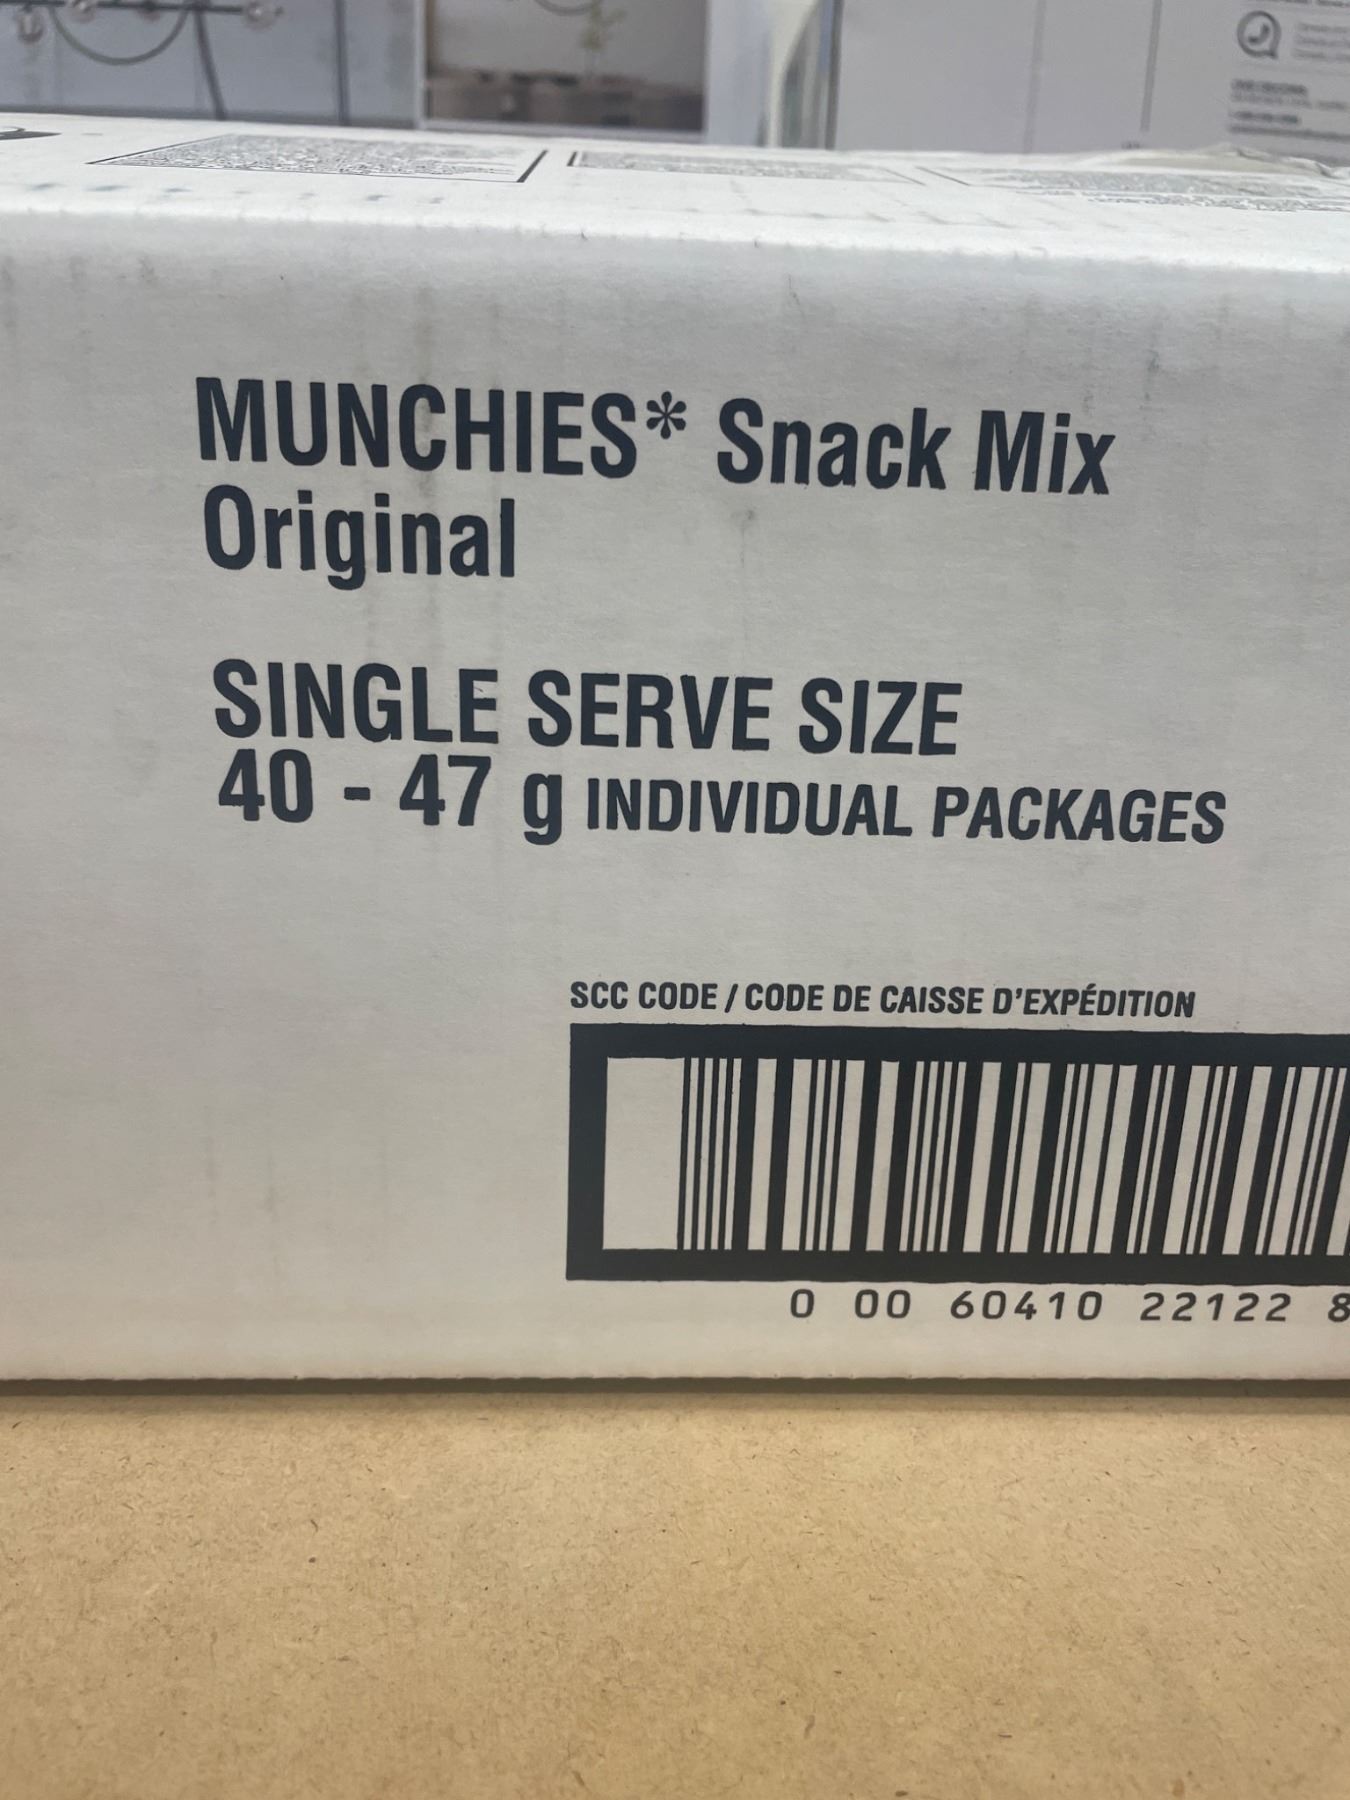 MUNCHIES* Snack Mix
Original
SINGLE SERVE SIZE
40 - 47 g INDIVIDUAL PACKAGES
SCC CODE / CODE DE CAISSE D'EXPÉDITION
0 00 60410 22122 8